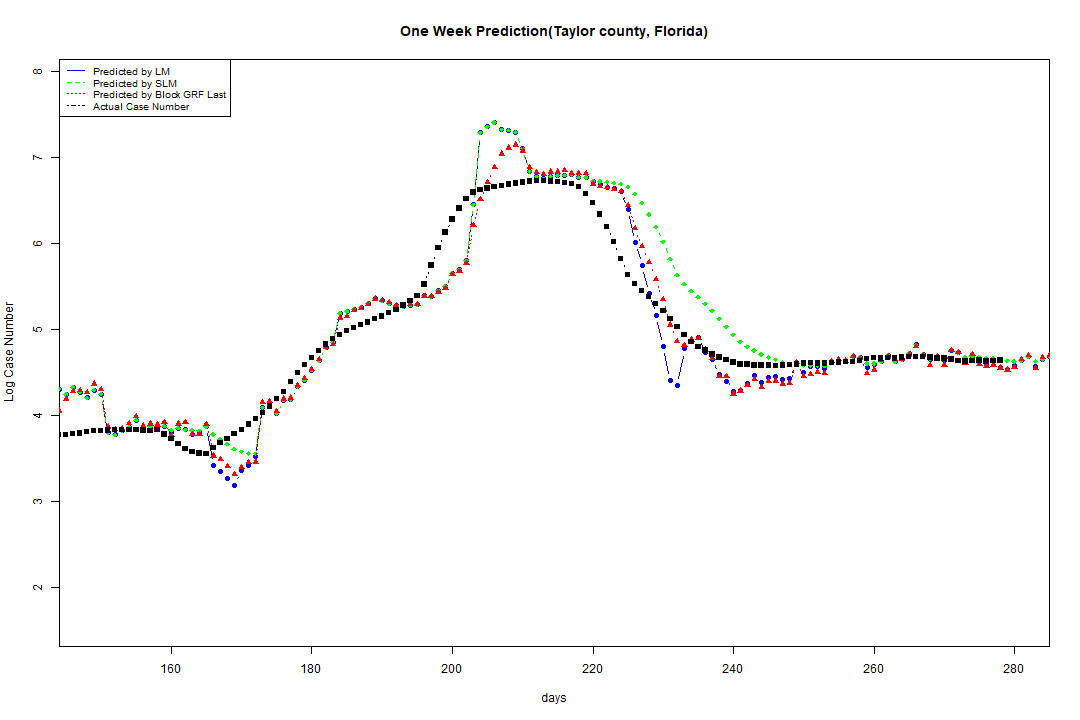 One Week Prediction(Taylor county, Florida)
Predicted by LM
Predicted by SLM
Predicted by Block GRF Last
Actual Case Number
8
7
6
5
4
3
2
Log Case Number
160 180 200 220 240 260 280
days